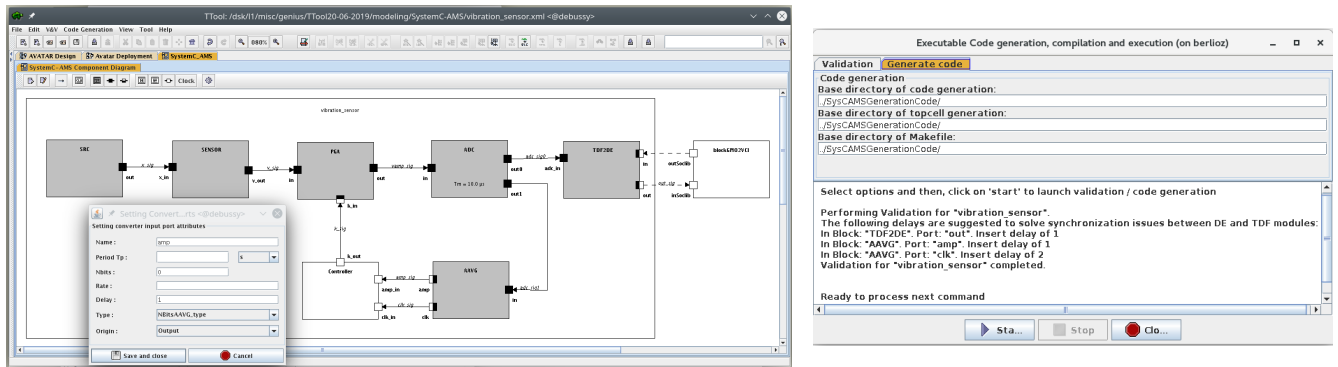 TTool: /dsk/l1/misc/genius/TTool20-06-2019/modeling/SystemC-AMS/vibration_sensor.xml <@debussy>
File Edit V&V Code Generation View Tool Help
080%
AVATAR Design Avatar Deployment SystemC_AMS
SystemC-AMS Component Diagram
Clock
vibration_sensor
SRC
out
x_sig
x_in
SENSOR
v_out
v_sig
in
PGA
out
k_in
vamp_sig
in
ADC
Tm = 10.0 µs
out0
out1
adc_sig0
adc_in
TDF2DE
in
out
out_sig
blockGPIO2VCI
outSoclib
inSoclib
k_sig
k_out
Controller
amp_in
clk_in
amp_sig
clk_sig
AAVG
amp
clk
in
adc_sig1
Setting Convert...rts <@debussy>
Setting converter input port attributes
Name : amp
Period Tp : s
Nbits : 0
Rate :
Delay : 1
Type : NBitsAAVG_type
Origin : Output
Save and close Cancel
Executable Code generation, compilation and execution (on berlioz)
Validation Generate code
Code generation
Base directory of code generation:
../SysCAMSGenerationCode/
Base directory of topcell generation:
../SysCAMSGenerationCode/
Base directory of Makefile:
../SysCAMSGenerationCode/
Select options and then, click on 'start' to launch validation / code generation
Performing Validation for "vibration_sensor".
The following delays are suggested to solve synchronization issues between DE and TDF modules:
In Block: "TDF2DE". Port: "out". Insert delay of 1
In Block: "AAVG". Port: "amp". Insert delay of 1
In Block: "AAVG". Port: "clk". Insert delay of 2
Validation for "vibration_sensor" completed.
Ready to process next command
Sta... Stop Clo...